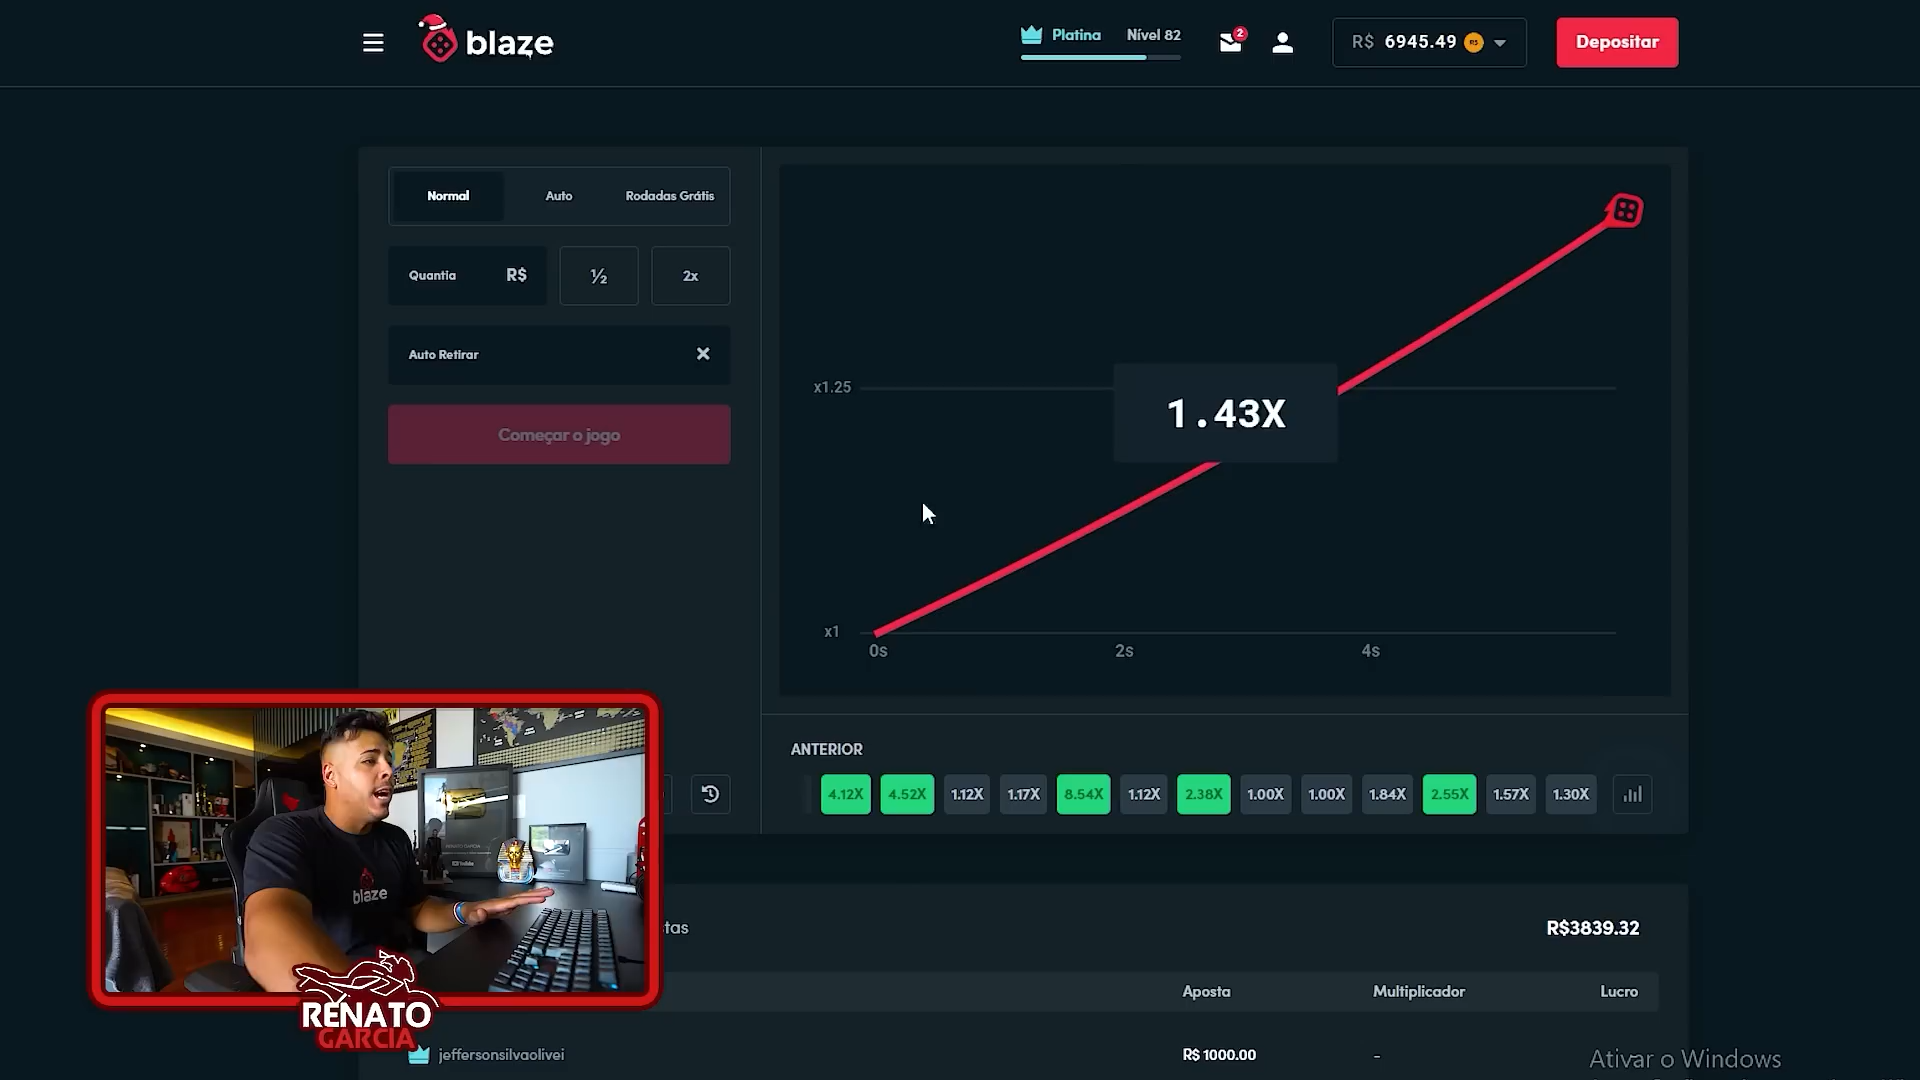 blaze
Platina
Nível 82
2
R$ 6945.49
R$
Depositar
Normal
Auto
Rodadas Grátis
Quantia
R$
½
2x
Auto Retirar
Começar o jogo
x1.25
x1
1.43X
0s
2s
4s
ANTERIOR
4.12X
4.52X
1.12X
1.17X
8.54X
1.12X
2.38X
1.00X
1.00X
1.84X
2.55X
1.57X
1.30X
stas
R$3839.32
Aposta
Multiplicador
Lucro
jeffersonsilvaolivei
R$ 1000.00
-
blaze
RENATO GARCIA
RENATO
GARCIA
Ativar o Windows